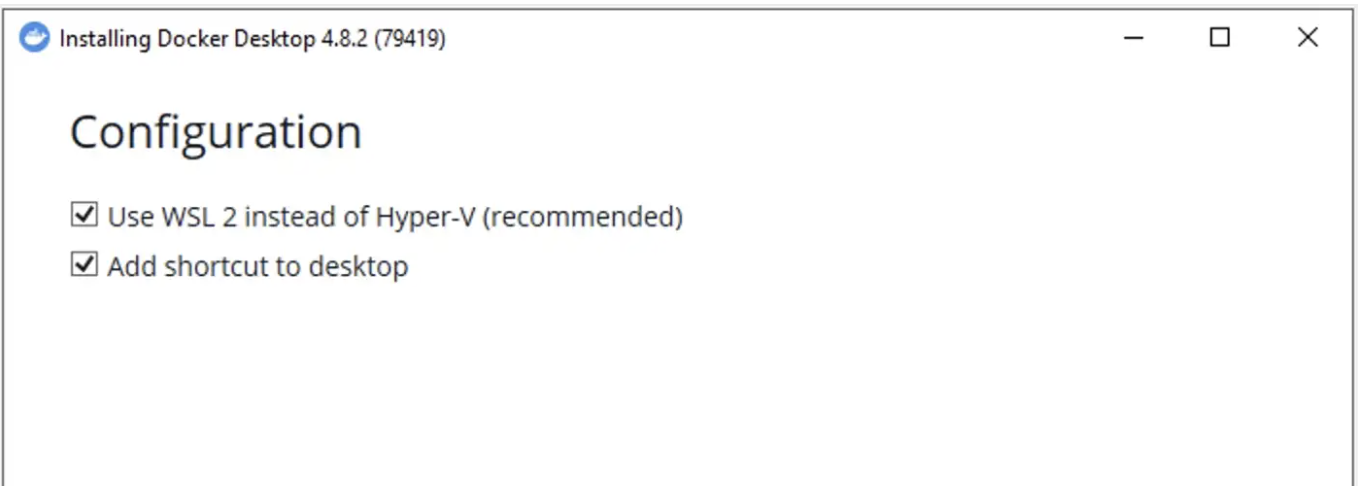 Installing Docker Desktop 4.8.2 (79419)
Configuration
Use WSL 2 instead of Hyper-V (recommended)
Add shortcut to desktop